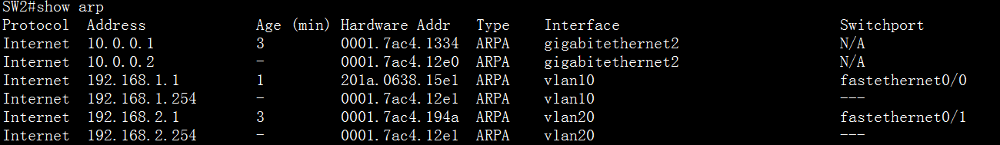 SW2#show arp
Protocol  Address            Age (min)  Hardware Addr   Type    Interface                               Switchport
Internet  10.0.0.1           3          0001.7ac4.1334  ARPA    gigabitethernet2                        N/A
Internet  10.0.0.2           -          0001.7ac4.12e0  ARPA    gigabitethernet2                        N/A
Internet  192.168.1.1        1          201a.0638.15e1  ARPA    vlan10                                  fastethernet0/0
Internet  192.168.1.254      -          0001.7ac4.12e1  ARPA    vlan10                                  ---
Internet  192.168.2.1        3          0001.7ac4.194a  ARPA    vlan20                                  fastethernet0/1
Internet  192.168.2.254      -          0001.7ac4.12e1  ARPA    vlan20                                  ---